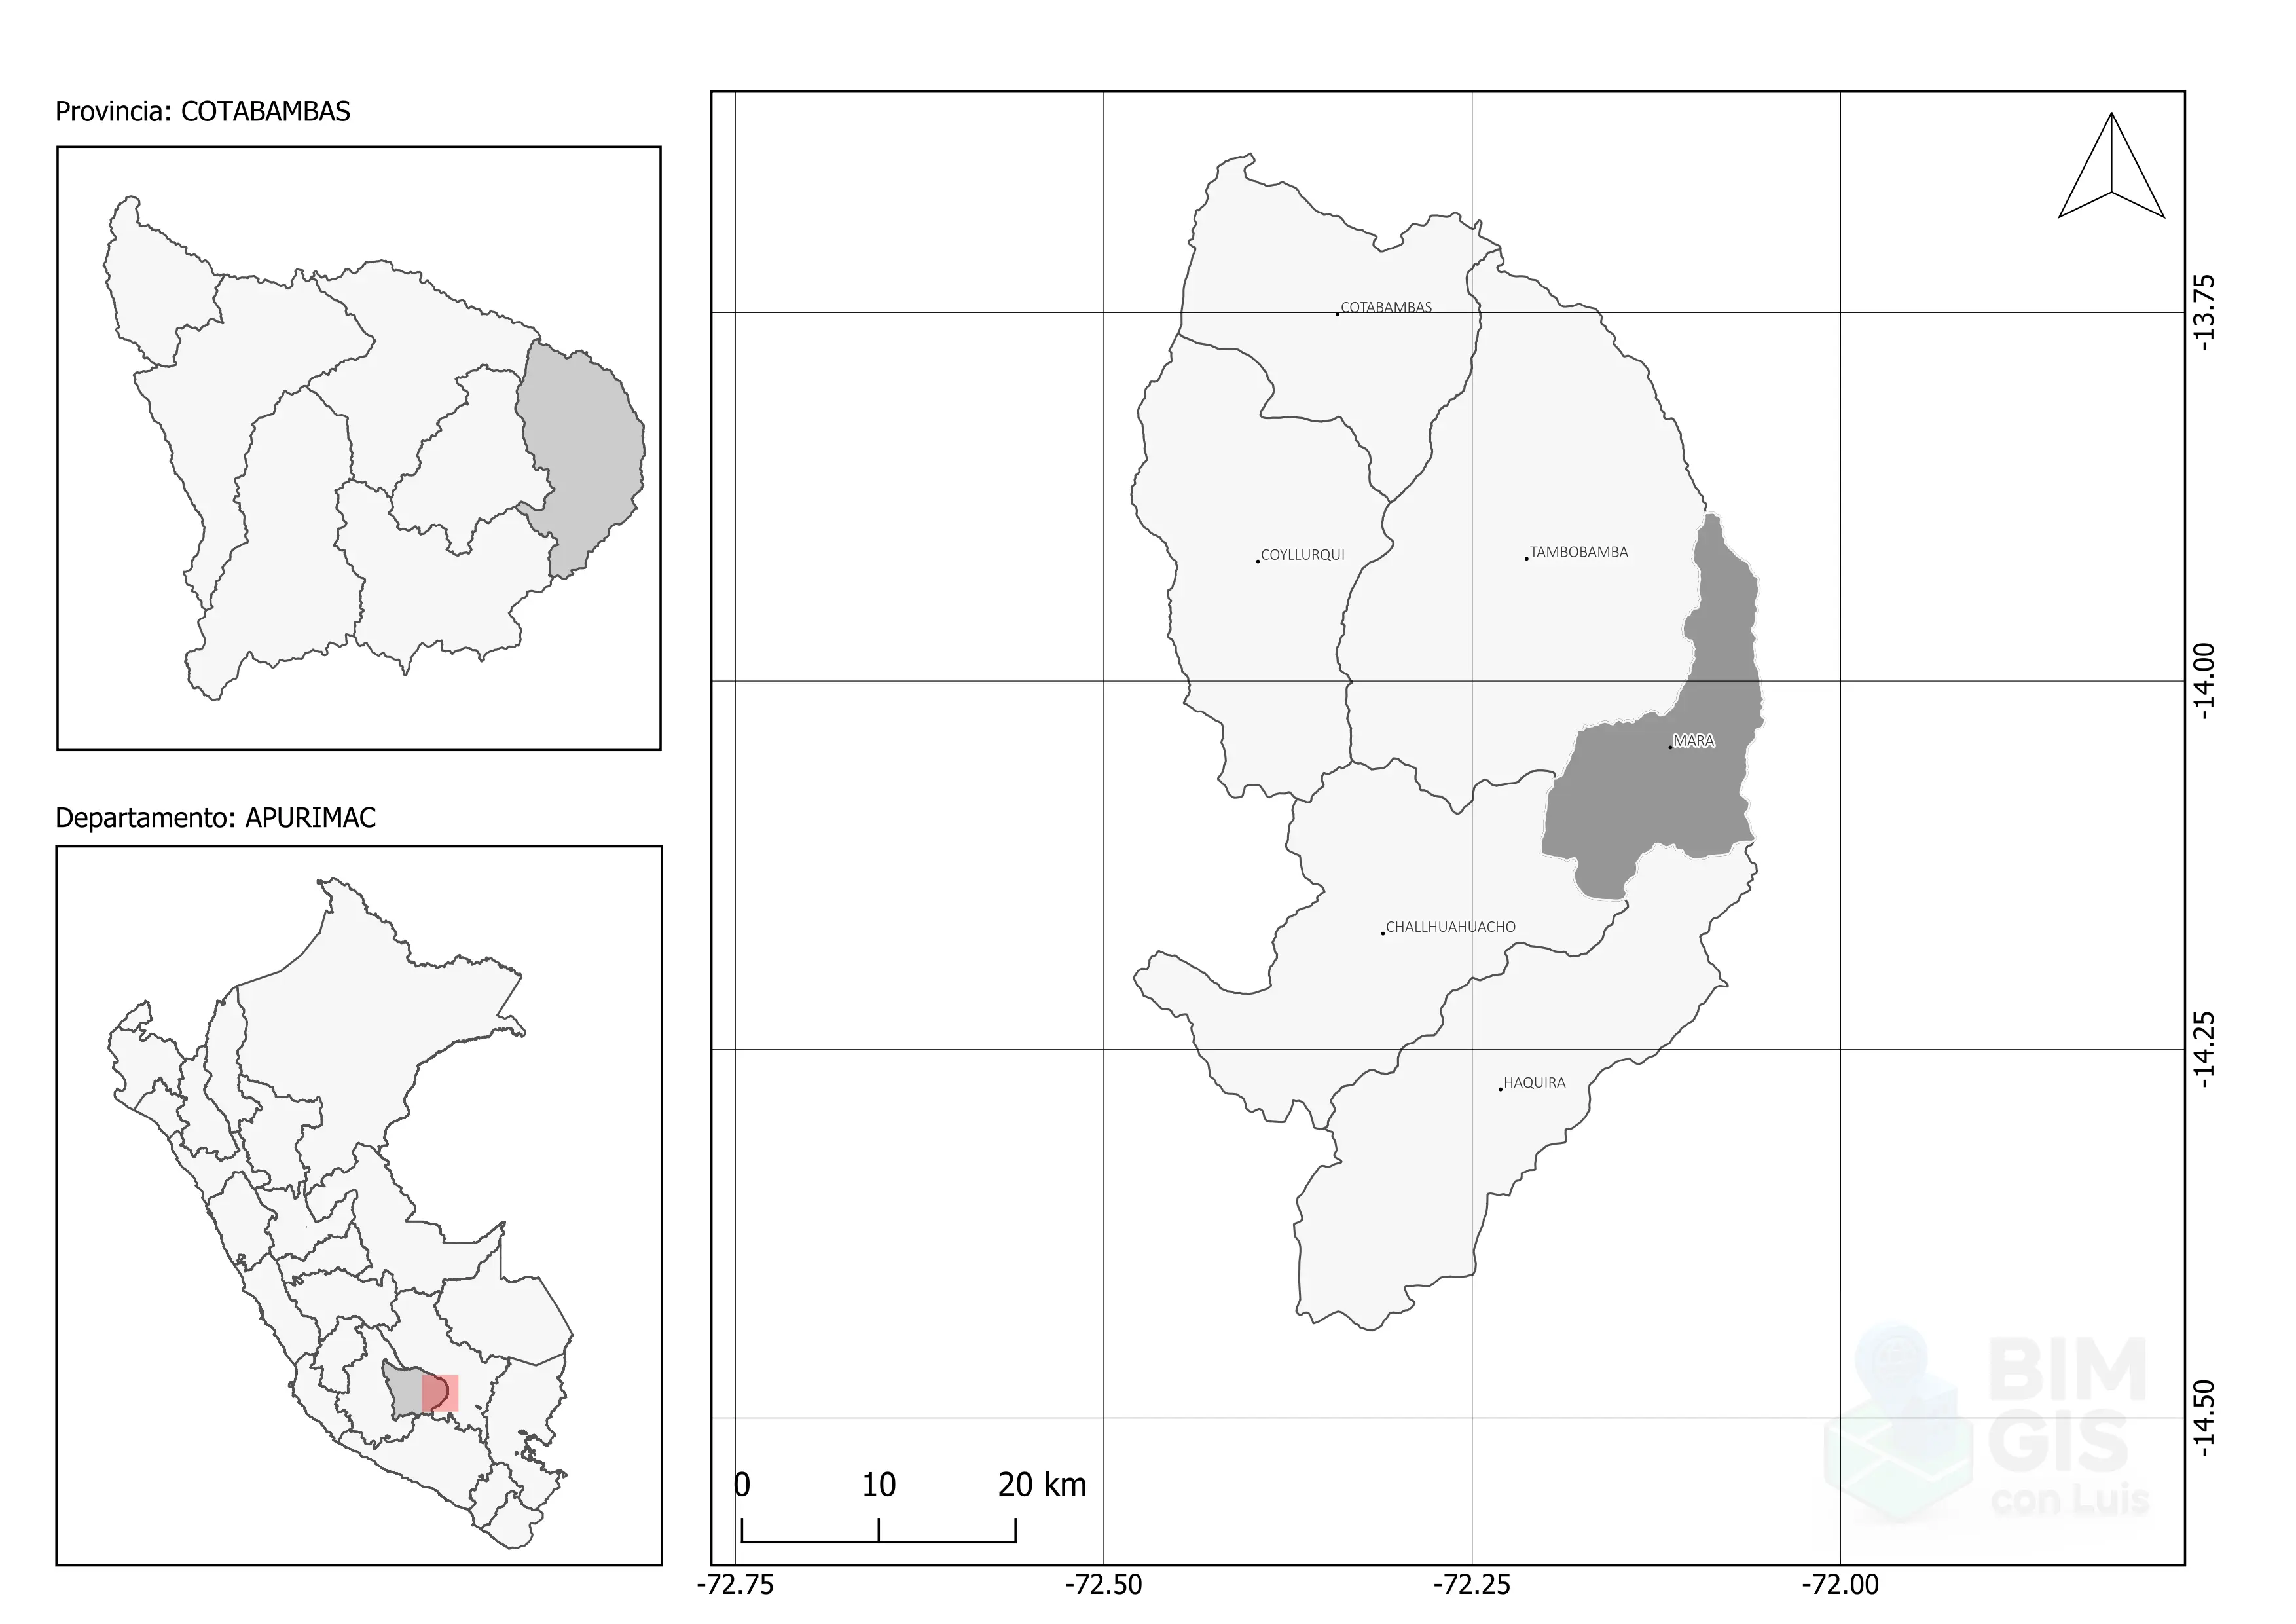 Provincia: COTABAMBAS
Departamento: APURIMAC
COTABAMBAS
COYLLURQUI
TAMBOBAMBA
MARA
CHALLHUAHUACHO
HAQUIRA
-13.75
-14.00
-14.25
-14.50
0 10 20 km
-72.75 -72.50 -72.25 -72.00
BIM
GIS
con Luis